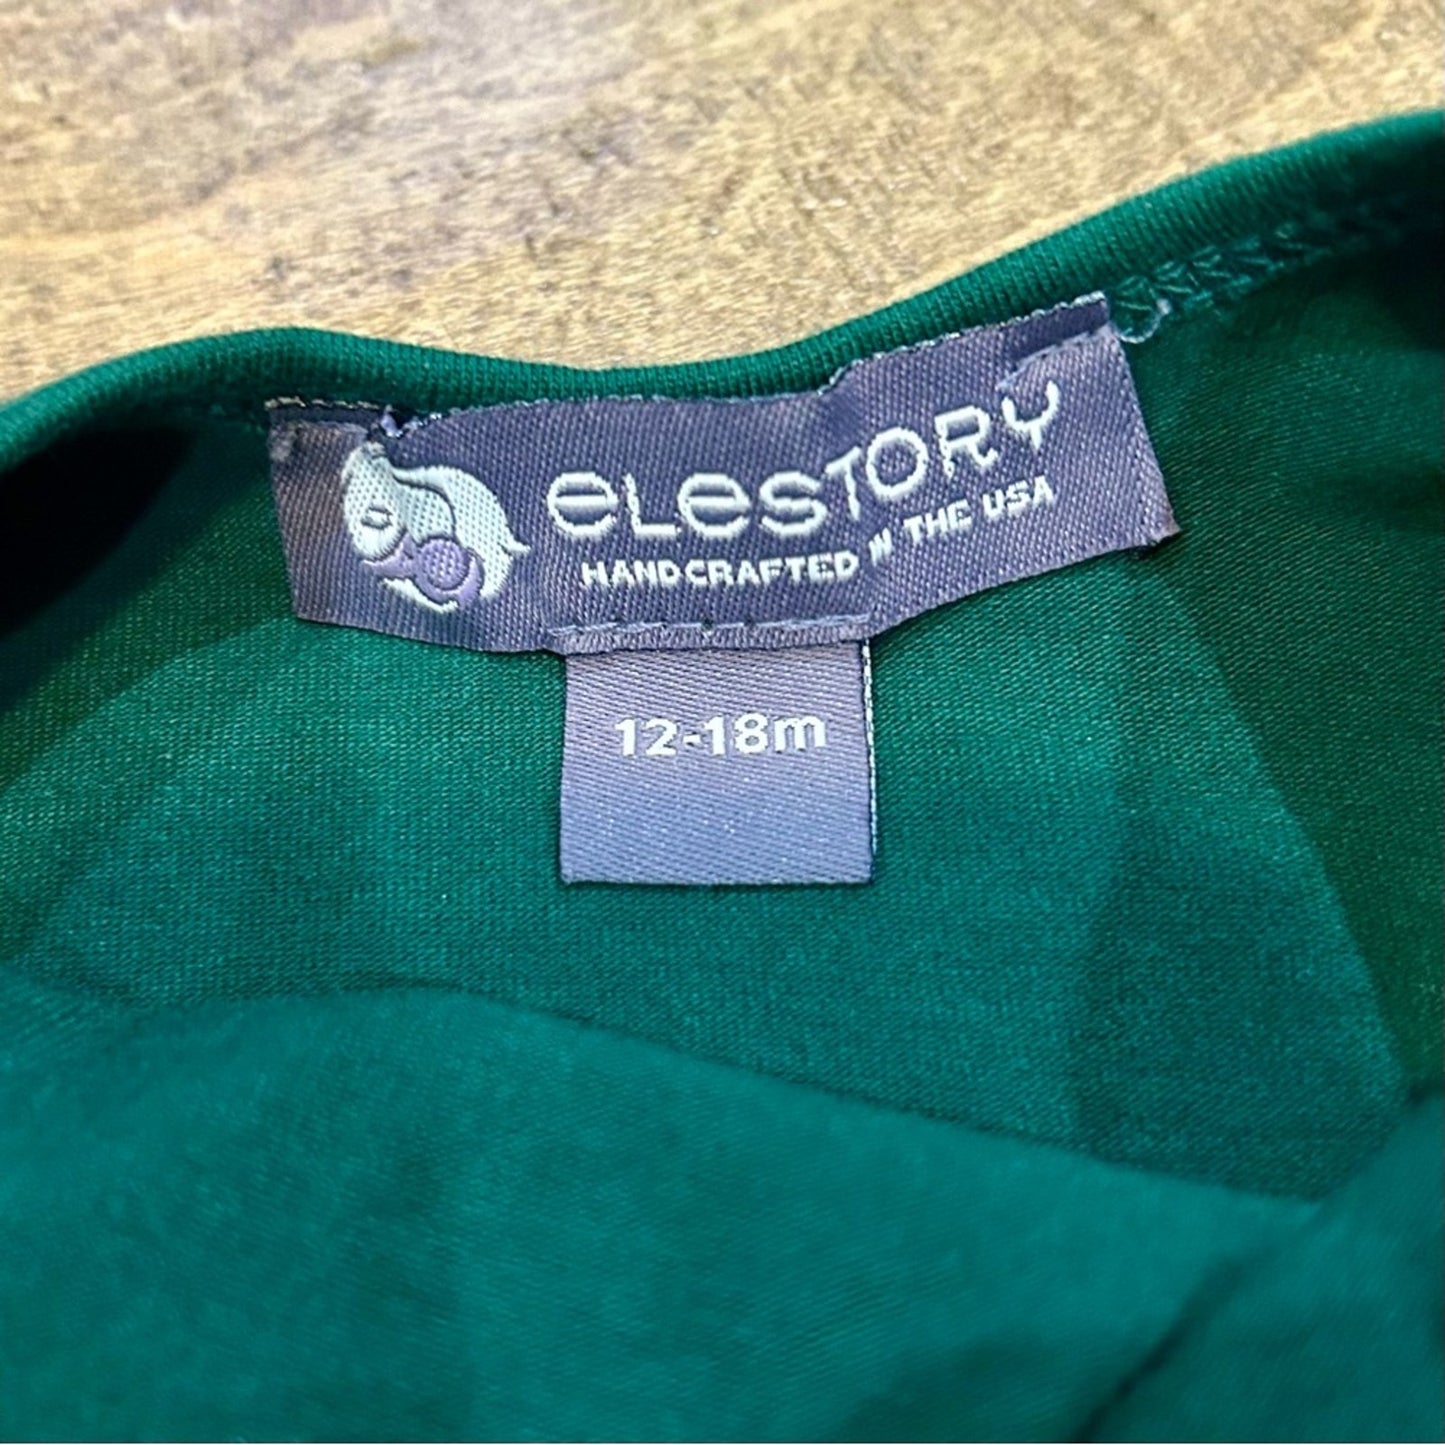 eLeSTORY
HANDCRAFTED IN THE USA
12-18m